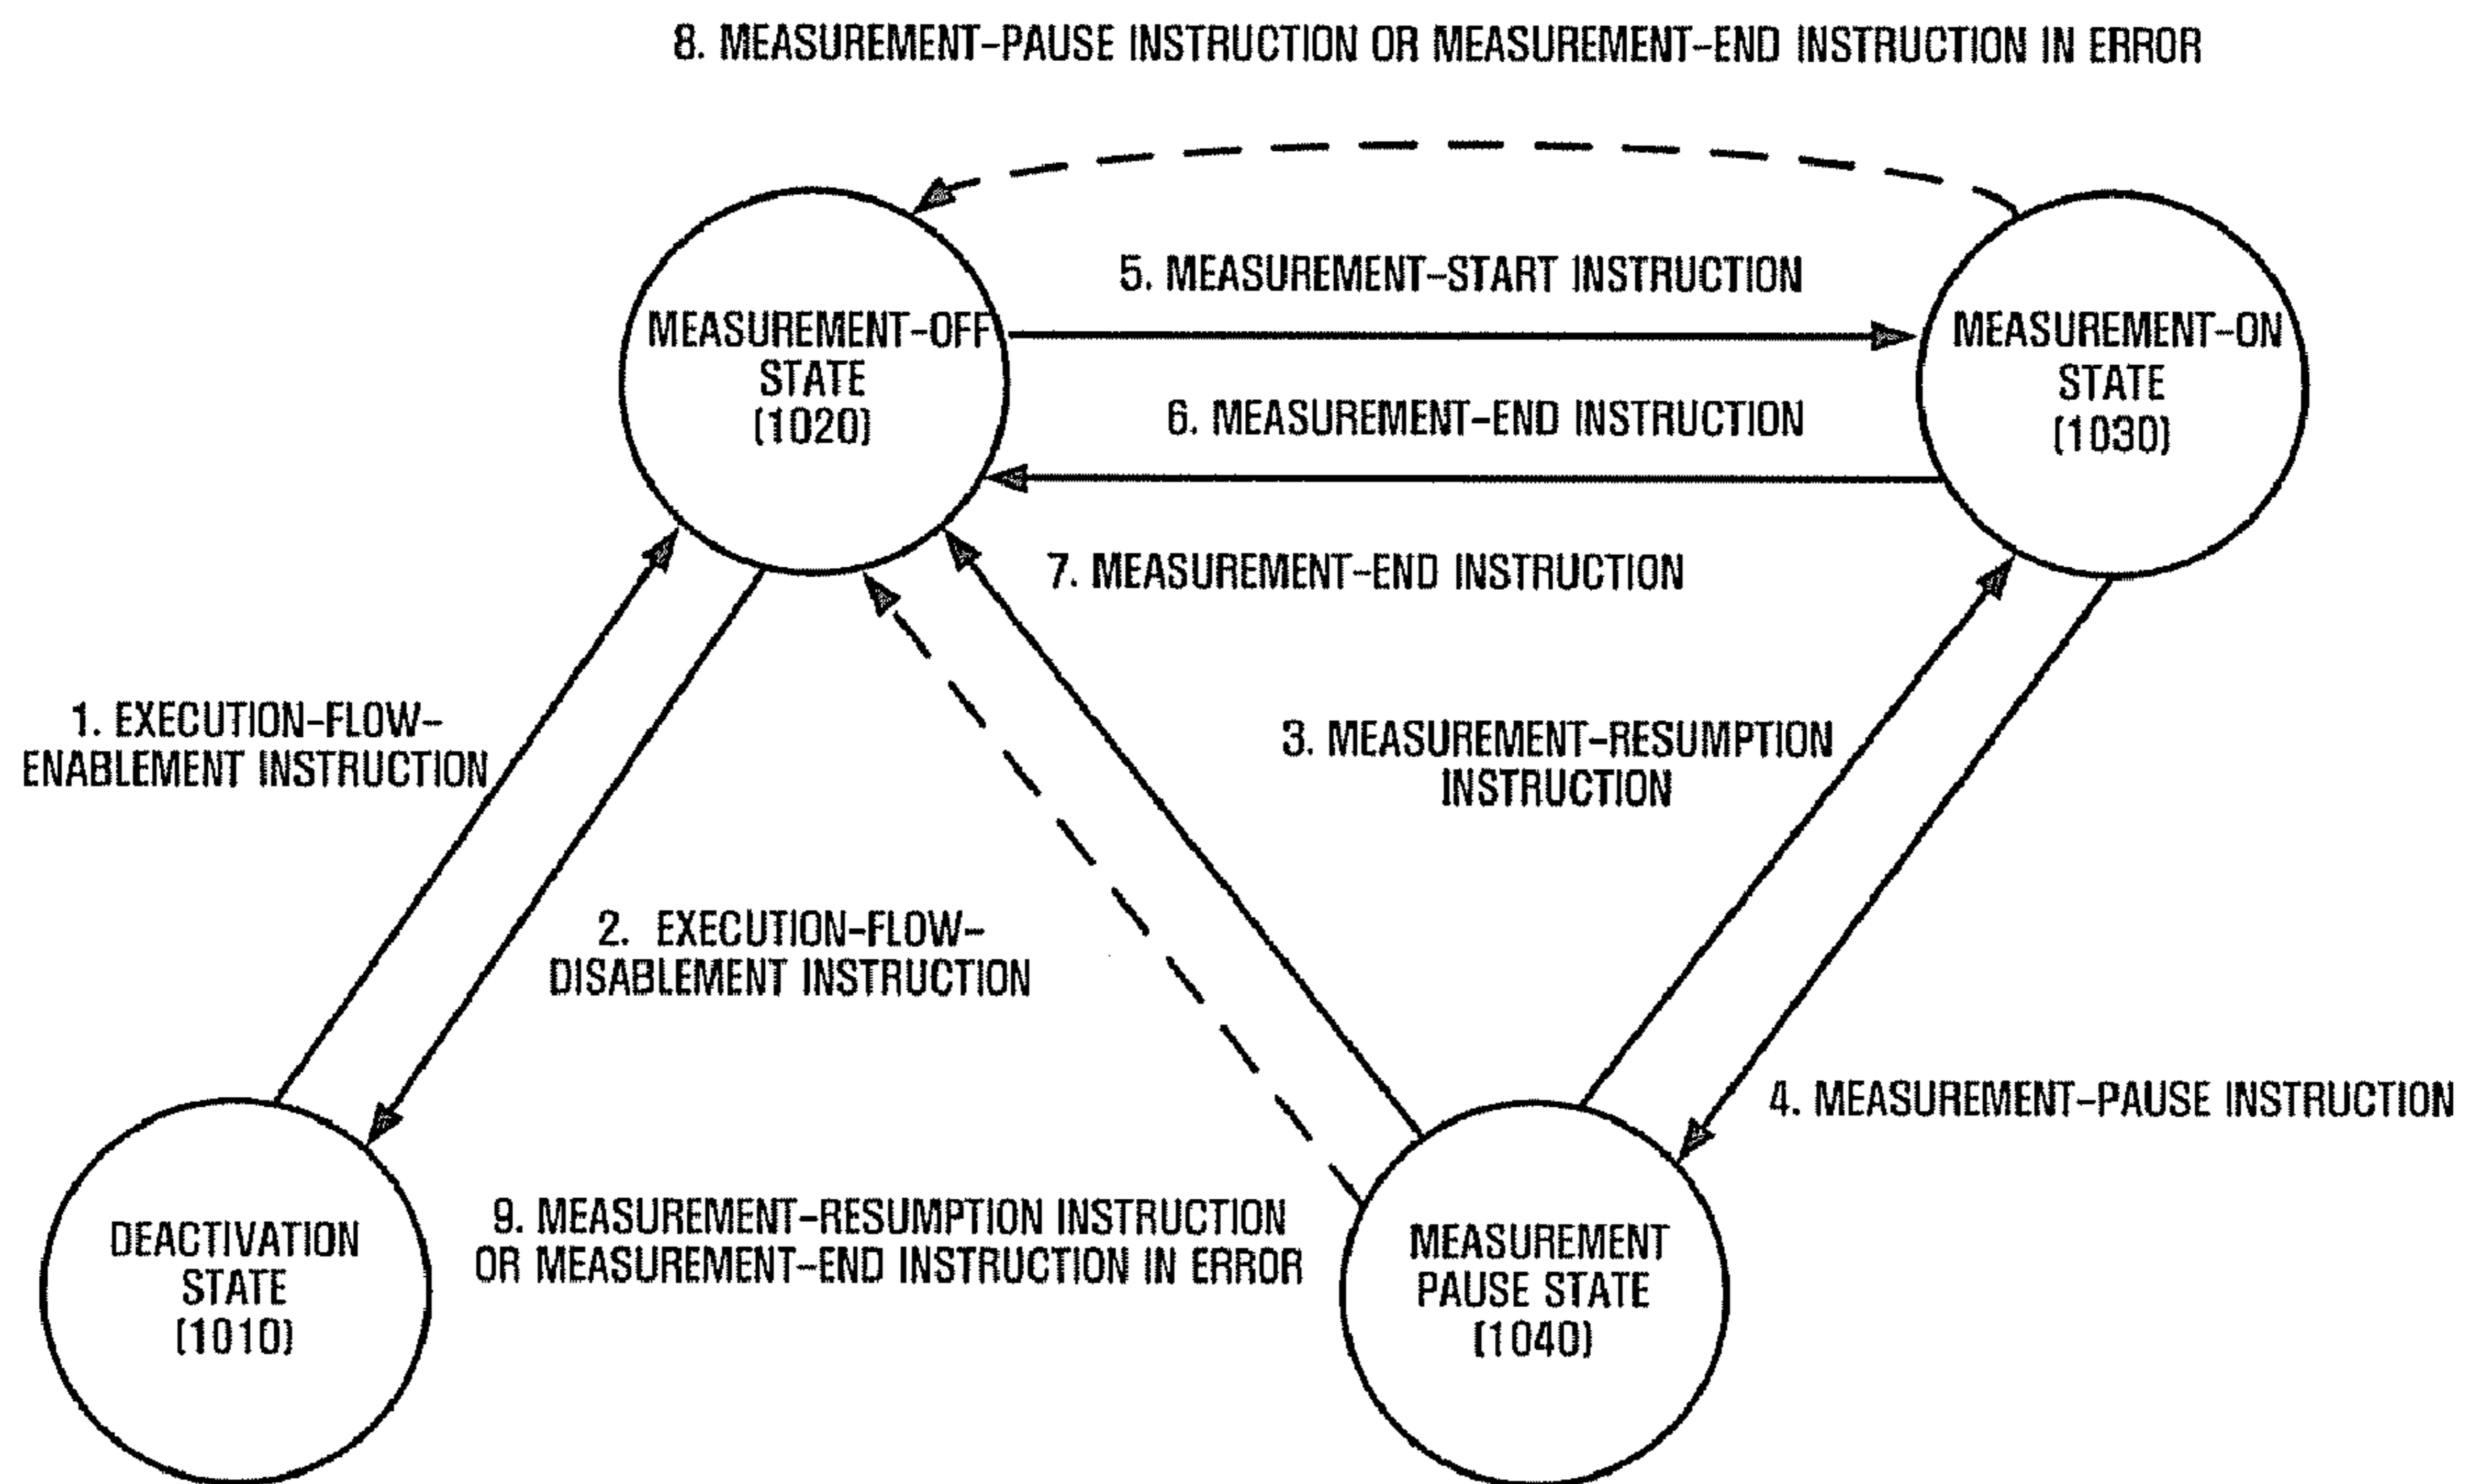 8. MEASUREMENT-PAUSE INSTRUCTION OR MEASUREMENT-END INSTRUCTION IN ERROR
5. MEASUREMENT-START INSTRUCTION
MEASUREMENT-OFF
STATE
(1020)
MEASUREMENT-ON
STATE
(1030)
6. MEASUREMENT-END INSTRUCTION
7. MEASUREMENT-END INSTRUCTION
1. EXECUTION-FLOW-
ENABLEMENT INSTRUCTION
3. MEASUREMENT-RESUMPTION
INSTRUCTION
2. EXECUTION-FLOW-
DISABLEMENT INSTRUCTION
4. MEASUREMENT-PAUSE INSTRUCTION
9. MEASUREMENT-RESUMPTION INSTRUCTION
OR MEASUREMENT-END INSTRUCTION IN ERROR
DEACTIVATION
STATE
(1010)
MEASUREMENT
PAUSE STATE
(1040)